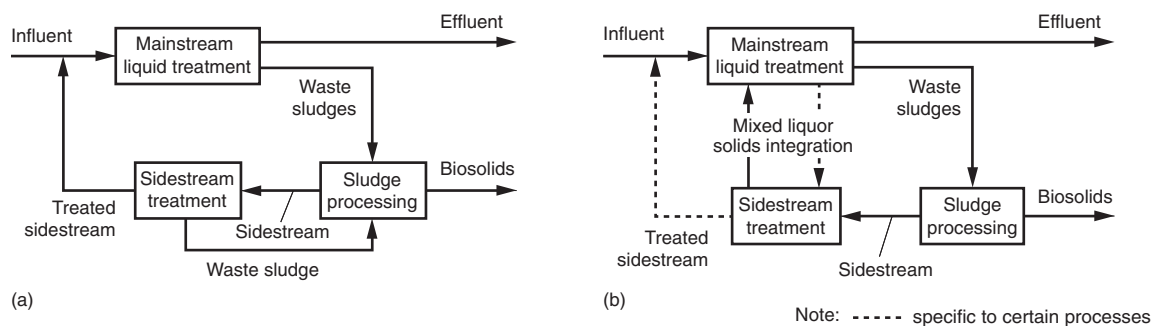 Influent
Mainstream
liquid treatment
Effluent
Waste
sludges
Sidestream
treatment
Sludge
processing
Biosolids
Treated
sidestream
Sidestream
Waste sludge
(a)
Influent
Mainstream
liquid treatment
Effluent
Waste
sludges
Mixed liquor
solids integration
Sidestream
treatment
Sludge
processing
Biosolids
Treated
sidestream
Sidestream
(b)
Note: specific to certain processes